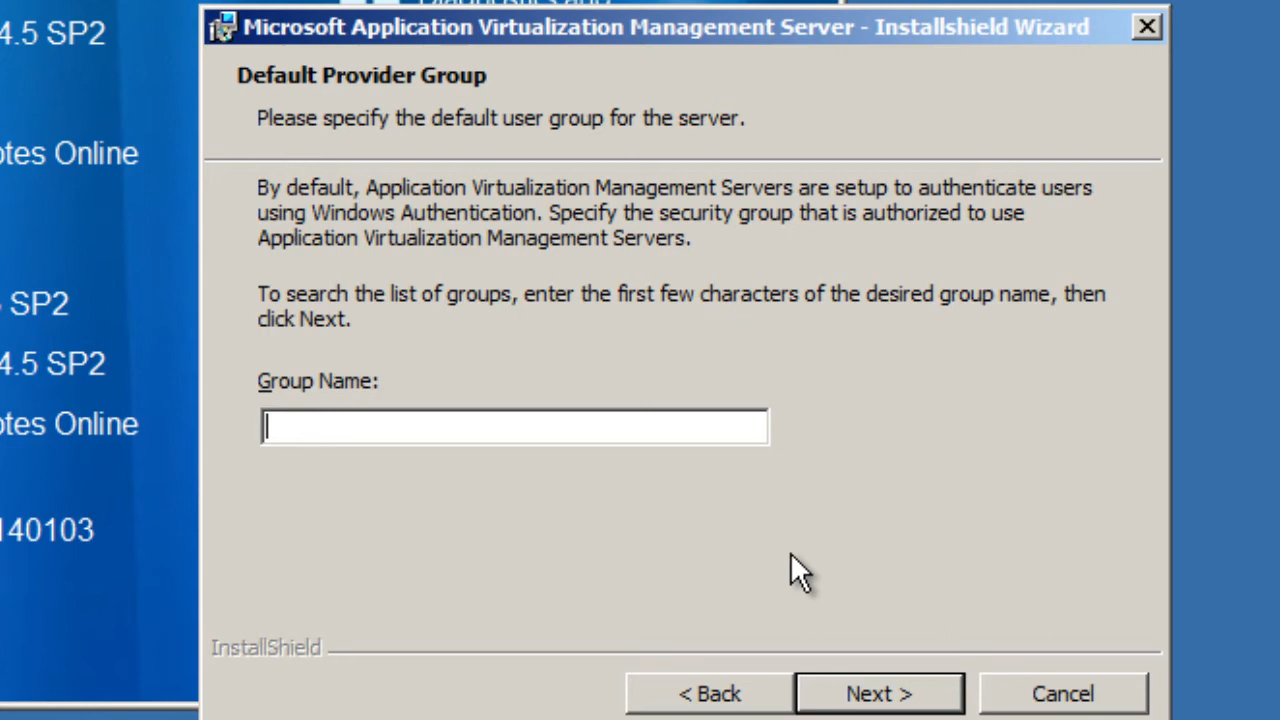 Microsoft Application Virtualization Management Server - Installshield Wizard
4.5 SP2
Default Provider Group
Please specify the default user group for the server.
otes Online
By default, Application Virtualization Management Servers are setup to authenticate users
using Windows Authentication. Specify the security group that is authorized to use
Application Virtualization Management Servers.
To search the list of groups, enter the first few characters of the desired group name, then
click Next.
SP2
4.5 SP2
Group Name:
otes Online
140103
InstallShield
< Back
Next >
Cancel